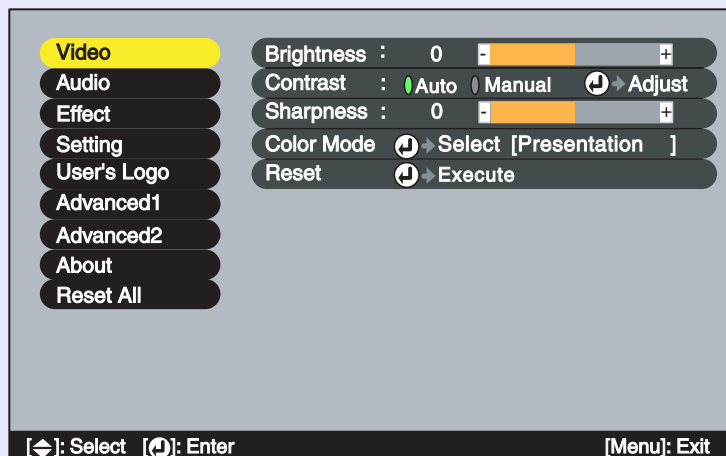 Video
Audio
Effect
Setting
User's Logo
Advanced1
Advanced2
About
Reset All
Brightness : 0 - +
Contrast : Auto Manual Adjust
Sharpness : 0 - +
Color Mode Select [Presentation ]
Reset Execute
[ ]: Select [ ]: Enter [Menu]: Exit